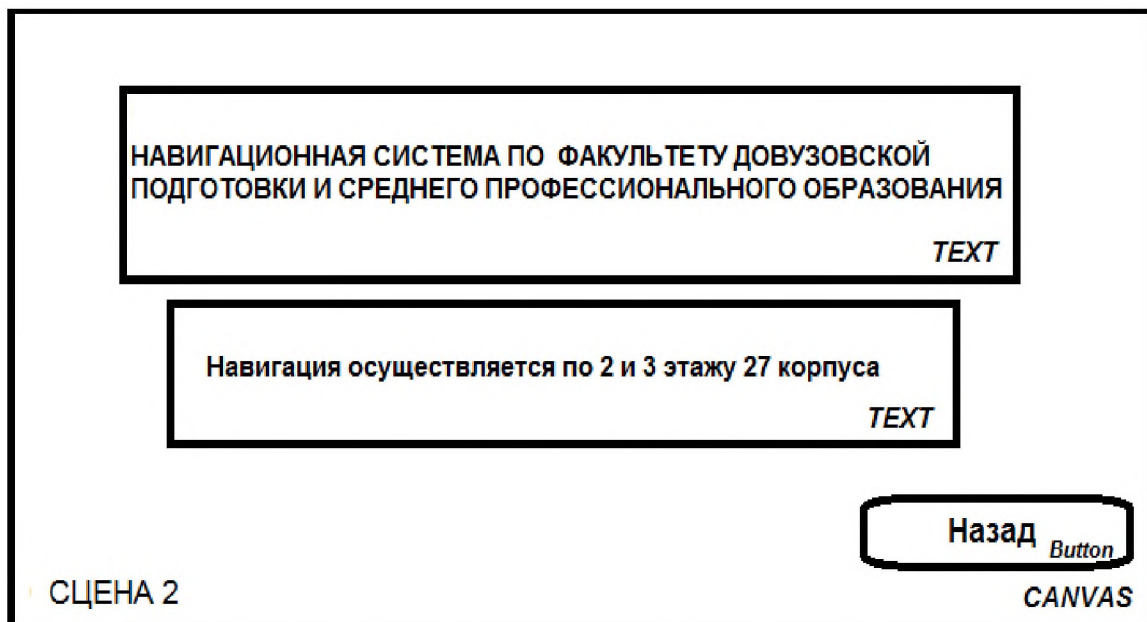 НАВИГАЦИОННАЯ СИСТЕМА ПО ФАКУЛЬТЕТУ ДОВУЗОВСКОЙ
ПОДГОТОВКИ И СРЕДНЕГО ПРОФЕССИОНАЛЬНОГО ОБРАЗОВАНИЯ
TEXT
Навигация осуществляется по 2 и 3 этажу 27 корпуса
TEXT
Назад
Button
СЦЕНА 2
CANVAS